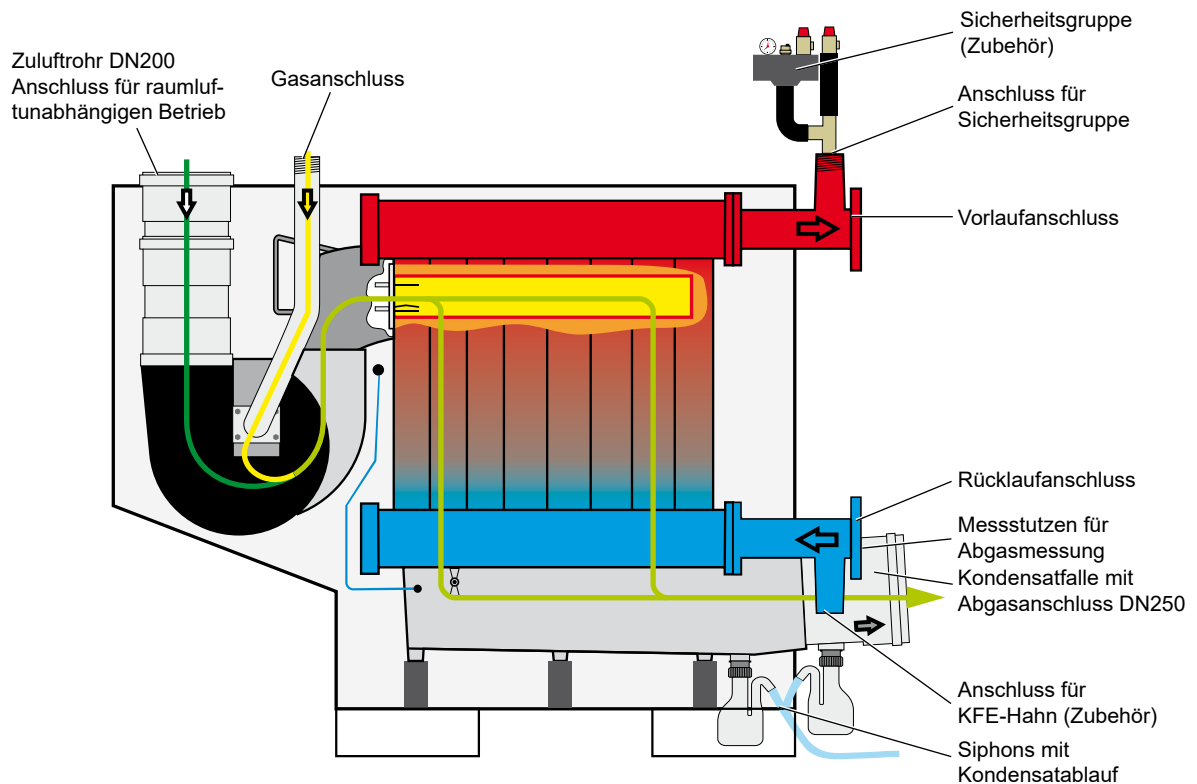 Zuluftrohr DN200
Anschluss für raumluf-
tunabhängigen Betrieb
Gasanschluss
Sicherheitsgruppe
(Zubehör)
Anschluss für
Sicherheitsgruppe
Vorlaufanschluss
Rücklaufanschluss
Messstutzen für
Abgasmessung
Kondensatfalle mit
Abgasanschluss DN250
Anschluss für
KFE-Hahn (Zubehör)
Siphons mit
Kondensatablauf